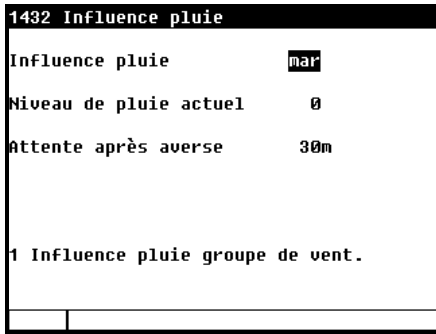 1432 Influence pluie
Influence pluie mar
Niveau de pluie actuel 0
Attente après averse 30m
1 Influence pluie groupe de vent.